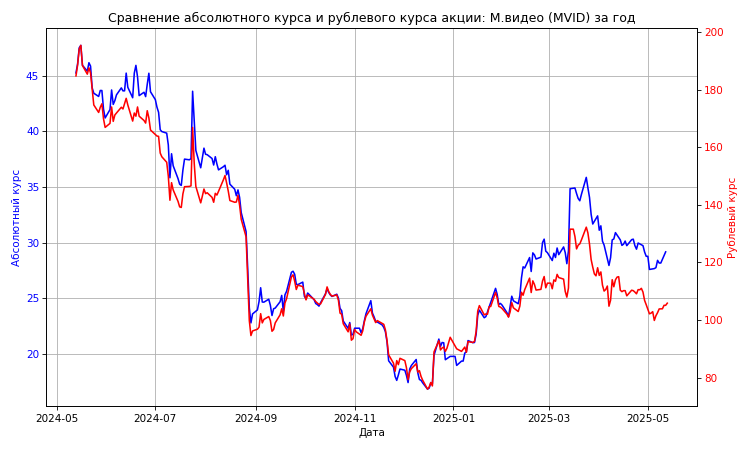 Сравнение абсолютного курса и рублевого курса акции: М.видео (MVID) за год
200
45
180
40
160
35
140
30
120
25
100
20
80
Абсолютный курс
Рублевый курс
2024-05 2024-07 2024-09 2024-11 2025-01 2025-03 2025-05
Дата